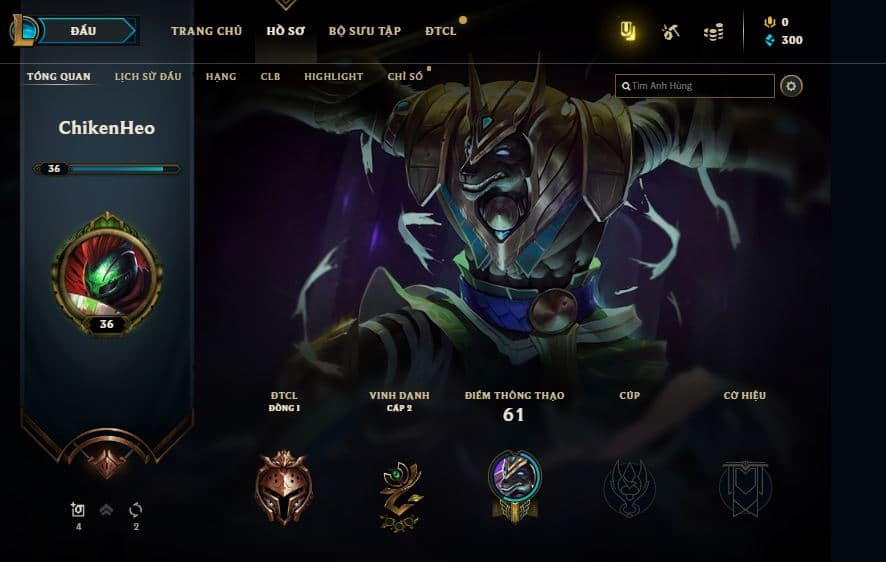 ĐẤU
TRANG CHỦ
HỒ SƠ
BỘ SƯU TẬP
ĐTCL
0
300
TỔNG QUAN
LỊCH SỬ ĐẤU
HẠNG
CLB
HIGHLIGHT
CHỈ SỐ
Tìm Anh Hùng
ChikenHeo
36
36
ĐTCL
ĐỒNG I
VINH DANH
CẤP 2
ĐIỂM THÔNG THẠO
61
CÚP
CỜ HIỆU
4
2